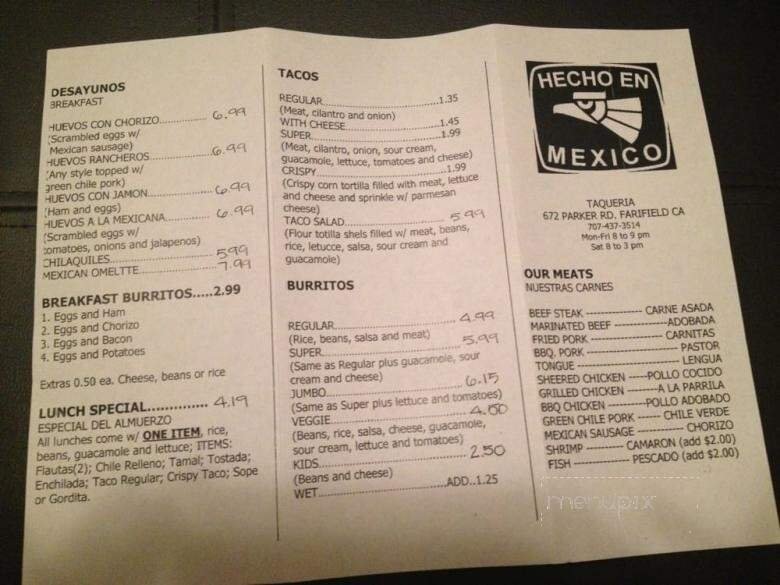 DESAYUNOS
BREAKFAST
HUEVOS CON CHORIZO............... 6.99
(Scrambled eggs w/
Mexican sausage)
HUEVOS RANCHEROS............... 6.99
(Any style topped w/
green chile pork)
HUEVOS CON JAMON............... 6.99
(Ham and eggs)
HUEVOS A LA MEXICANA........... 6.99
(Scrambled eggs w/
tomatoes, onions and jalapenos)
CHILAQUILES............... 5.99
MEXICAN OMELTTE............... 7.99
BREAKFAST BURRITOS.....2.99
1. Eggs and Ham
2. Eggs and Chorizo
3. Eggs and Bacon
4. Eggs and Potatoes
Extras 0.50 ea. Cheese, beans or rice
LUNCH SPECIAL.............. 4.19
ESPECIAL DEL ALMUERZO
All lunches come w/ ONE ITEM, rice,
beans, guacamole and lettuce; ITEMS:
Flautas(2); Chile Relleno; Tamal; Tostada;
Enchilada; Taco Regular; Crispy Taco; Sope
or Gordita.
TACOS
REGULAR...............1.35
(Meat, cilantro and onion)
WITH CHEESE...............1.45
SUPER...............1.99
(Meat, cilantro, onion, sour cream,
guacamole, lettuce, tomatoes and cheese)
CRISPY...............1.99
(Crispy corn tortilla filled with meat, lettuce
and cheese and sprinkle w/ parmesan
cheese)
TACO SALAD............... 5.99
(Flour totilla shels filled w/ meat, beans,
rice, letucce, salsa, sour cream and
guacamole)
BURRITOS
REGULAR............... 4.99
(Rice, beans, salsa and meat)
SUPER............... 5.99
(Same as Regular plus guacamole, sour
cream and cheese)
JUMBO............... 6.15
(Same as Super plus lettuce and tomatoes)
VEGGIE............... 4.00
(Beans, rice, salsa, cheese, guacamole,
sour cream, lettuce and tomatoes)
KIDS............... 2.50
(Beans and cheese)
WET...............ADD..1.25
HECHO EN
MEXICO
TAQUERIA
672 PARKER RD. FARIFIELD CA
707-437-3514
Mon-Fri 8 to 9 pm
Sat 8 to 3 pm
OUR MEATS
NUESTRAS CARNES
BEEF STEAK --------------- CARNE ASADA
MARINATED BEEF --------------ADOBADA
FRIED PORK -------------------- CARNITAS
BBQ. PORK --------------------- PASTOR
TONGUE ------------------------ LENGUA
SHEERED CHICKEN -----POLLO COCIDO
GRILLED CHICKEN -----A LA PARRILA
BBQ CHICKEN ----------POLLO ADOBADO
GREEN CHILE PORK ------ CHILE VERDE
MEXICAN SAUSAGE ------------CHORIZO
SHRIMP --------- CAMARON (add $2.00)
FISH -------------- PESCADO (add $2.00)
menupix